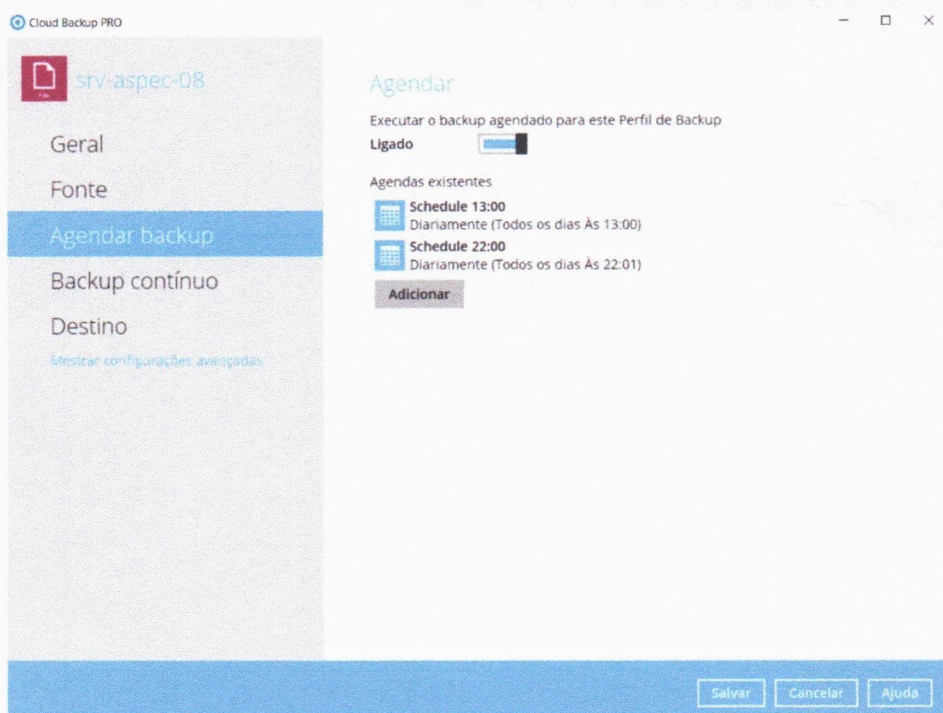 Cloud Backup PRO
srv-aspec-08
Geral
Fonte
Agendar backup
Backup contínuo
Destino
Mostrar configurações avançadas
Agendar
Executar o backup agendado para este Perfil de Backup
Ligado
Agendas existentes
Schedule 13:00
Diariamente (Todos os dias Às 13:00)
Schedule 22:00
Diariamente (Todos os dias Às 22:01)
Adicionar
Salvar
Cancelar
Ajuda